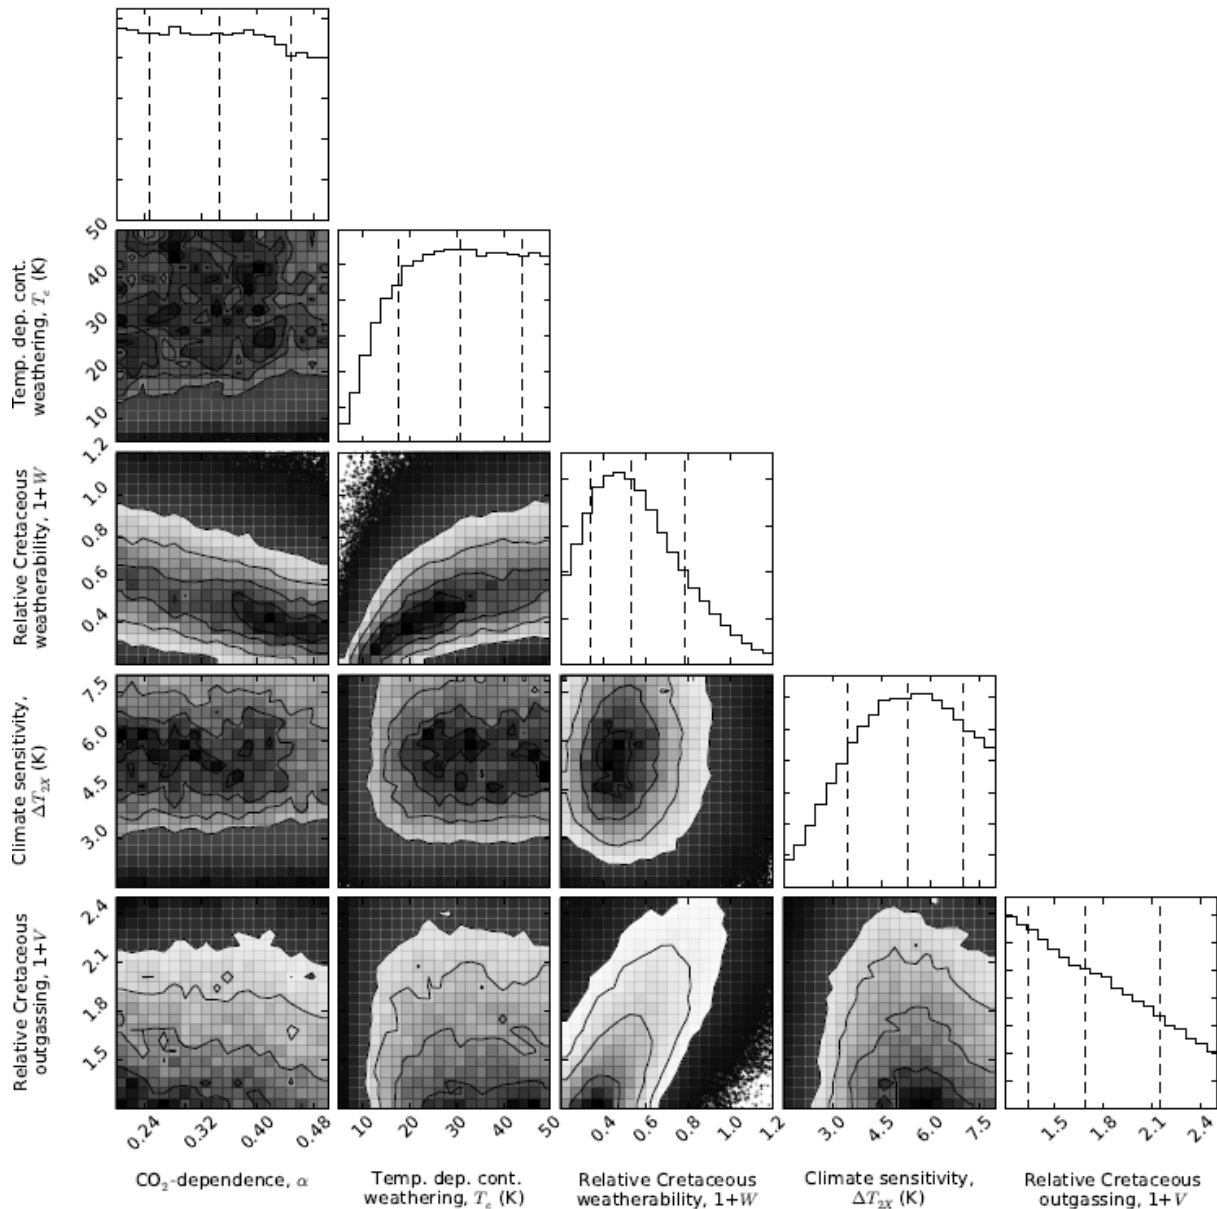 50
40
30
20
10
Temp. dep. cont.
weathering, T_c (K)
1.2
1.0
0.8
0.6
0.4
Relative Cretaceous
weatherability, 1+W
7.5
6.0
4.5
3.0
Climate sensitivity,
ΔT_2X (K)
2.4
2.1
1.8
1.5
Relative Cretaceous
outgassing, 1+V
0.24 0.32 0.40 0.48
10 20 30 40 50
0.4 0.6 0.8 1.0 1.2
3.0 4.5 6.0 7.5
1.5 1.8 2.1 2.4
CO₂-dependence, α
Temp. dep. cont.
weathering, T_c (K)
Relative Cretaceous
weatherability, 1+W
Climate sensitivity,
ΔT_2X (K)
Relative Cretaceous
outgassing, 1+V